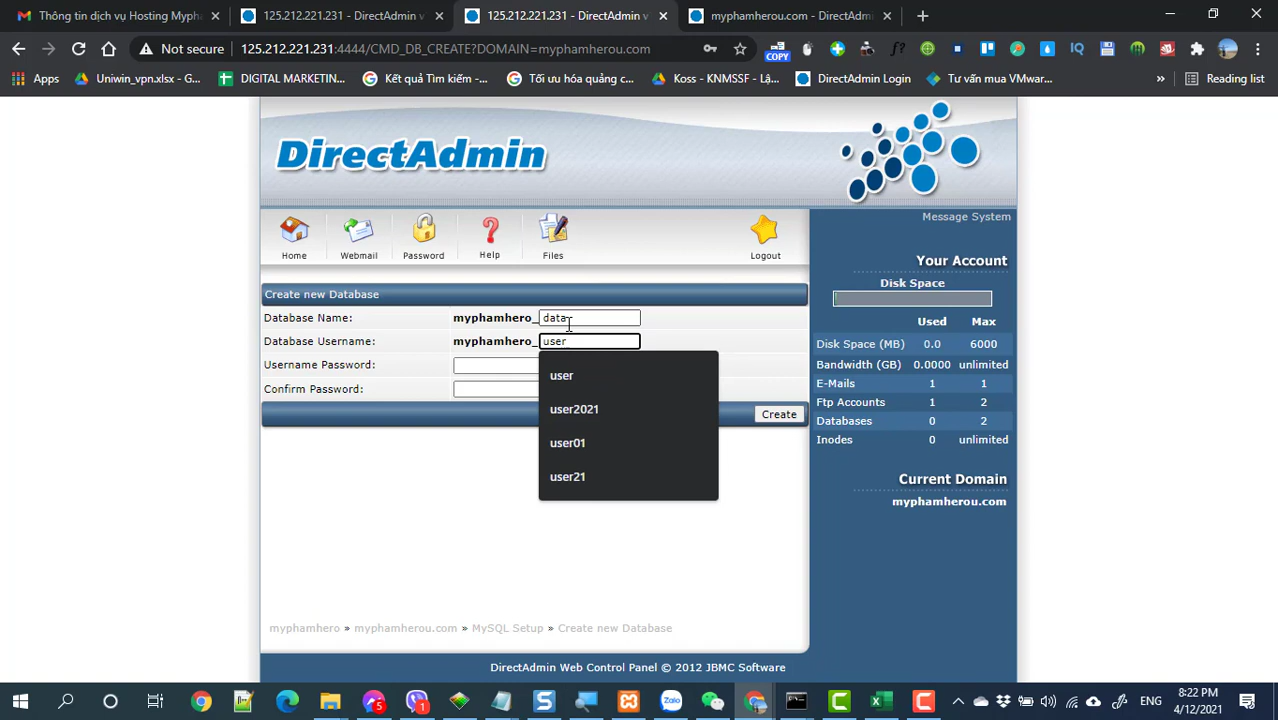 Thông tin dịch vụ Hosting Mypha
125.212.221.231 - DirectAdmin v
125.212.221.231 - DirectAdmin v
myphamherou.com - DirectAdmin
Not secure
125.212.221.231:4444/CMD_DB_CREATE?DOMAIN=myphamherou.com
COPY
f?
IQ
Apps
Uniwin_vpn.xlsx - G...
DIGITAL MARKETIN...
Kết quả Tìm kiếm -...
Tối ưu hóa quảng c...
Koss - KNMSSF - Lậ...
DirectAdmin Login
Tư vấn mua VMwar...
»
Reading list
DirectAdmin
Message System
Home
Webmail
Password
Help
Files
Logout
Your Account
Disk Space
Used Max
Disk Space (MB) 0.0 6000
Bandwidth (GB) 0.0000 unlimited
E-Mails 1 1
Ftp Accounts 1 2
Databases 0 2
Inodes 0 unlimited
Current Domain
myphamherou.com
Create new Database
Database Name: myphamhero_ data
Database Username: myphamhero_ user
Username Password:
Confirm Password:
user
user2021
user01
user21
Create
myphamhero » myphamherou.com » MySQL Setup » Create new Database
DirectAdmin Web Control Panel © 2012 JBMC Software
5
1
ENG
8:22 PM
4/12/2021